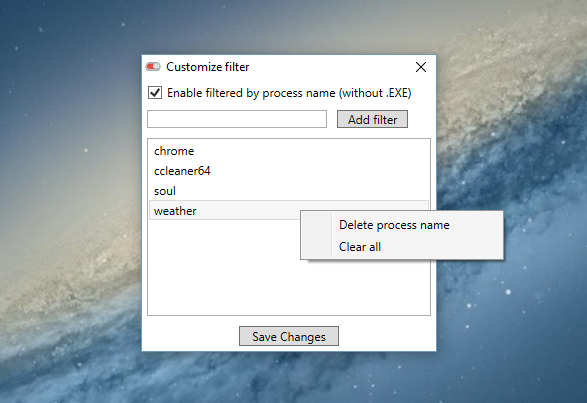 Customize filter
Enable filtered by process name (without .EXE)
Add filter
chrome
ccleaner64
soul
weather
Delete process name
Clear all
Save Changes